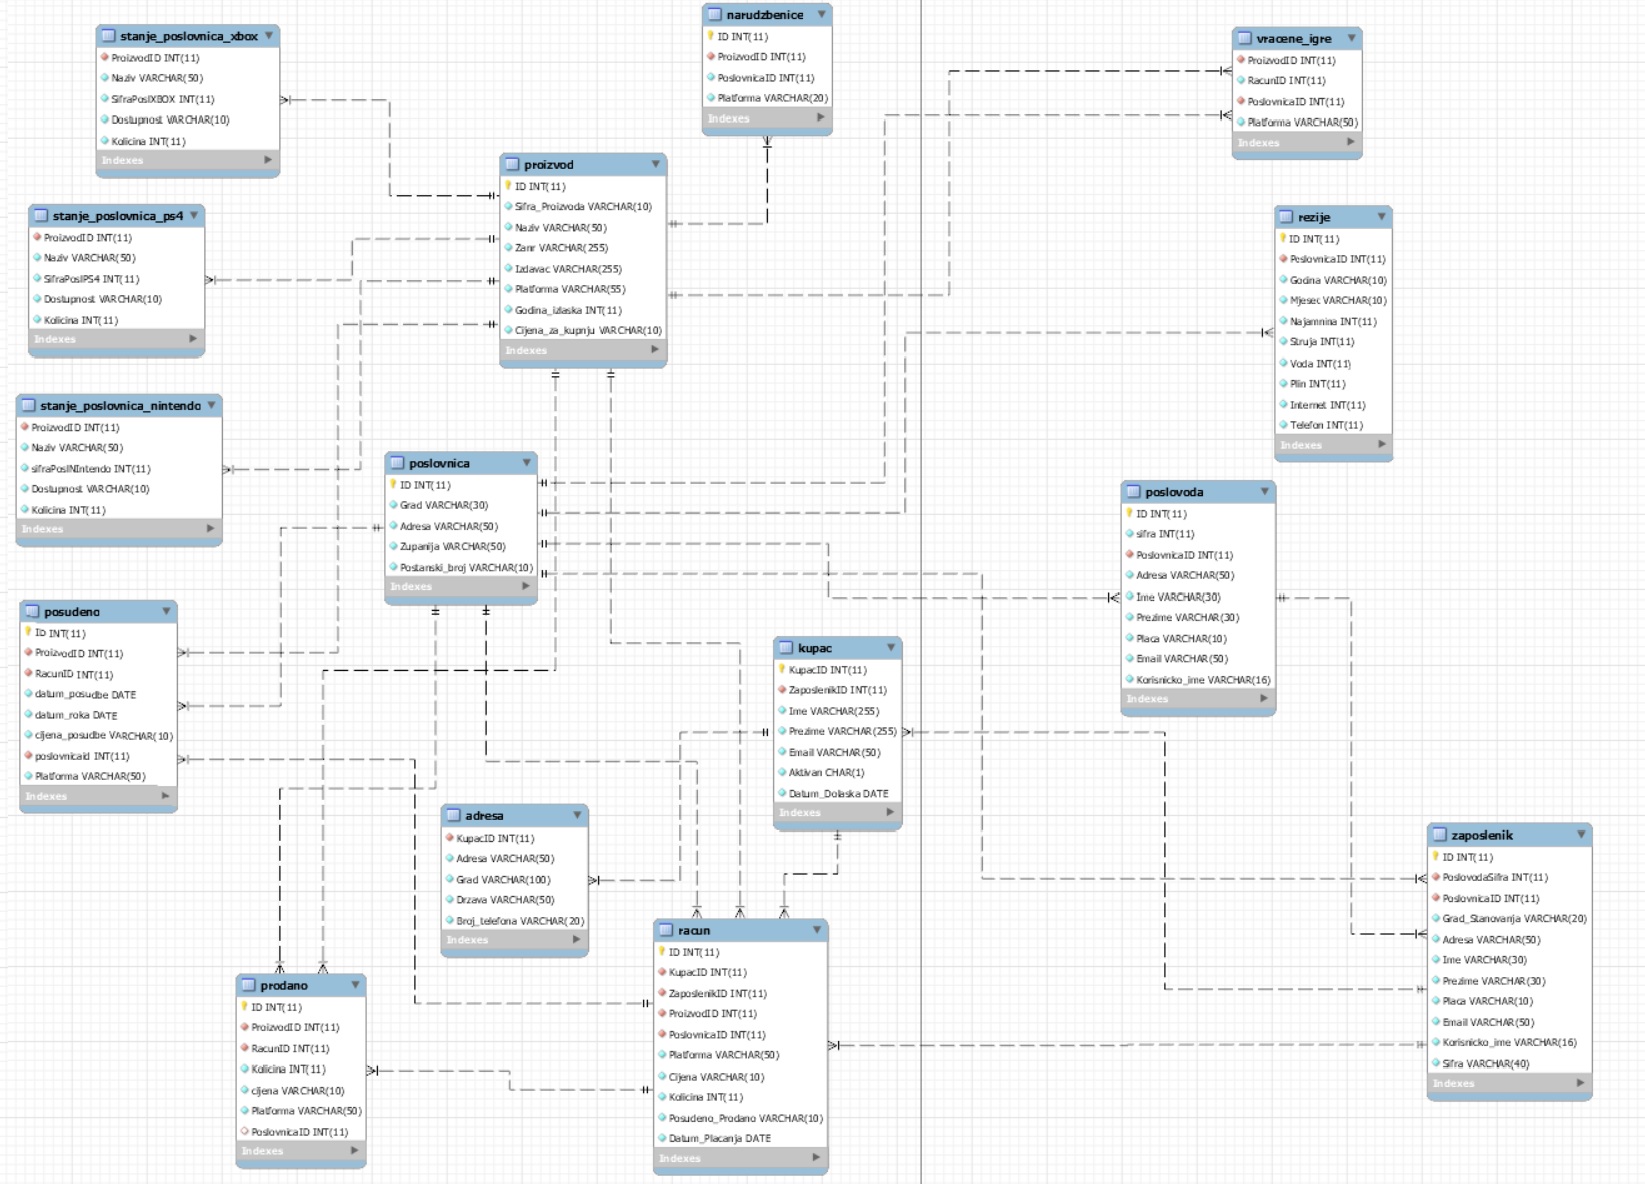 stanje_poslovnica_xbox
ProizvodID INT(11)
Naziv VARCHAR(50)
SifraPoslXBOX INT(11)
Dostupnost VARCHAR(10)
Kolicina INT(11)
Indexes
narudzbenice
ID INT(11)
ProizvodID INT(11)
PoslovnicaID INT(11)
Platforma VARCHAR(20)
Indexes
vracene_igre
ProizvodID INT(11)
RacunID INT(11)
PoslovnicaID INT(11)
Platforma VARCHAR(50)
Indexes
proizvod
ID INT(11)
Sifra_Proizvoda VARCHAR(10)
Naziv VARCHAR(50)
Zanr VARCHAR(255)
Izdavac VARCHAR(255)
Platforma VARCHAR(55)
Godina_izlaska INT(11)
Cijena_za_kupnju VARCHAR(10)
Indexes
stanje_poslovnica_ps4
ProizvodID INT(11)
Naziv VARCHAR(50)
SifraPoslPS4 INT(11)
Dostupnost VARCHAR(10)
Kolicina INT(11)
Indexes
rezije
ID INT(11)
PoslovnicaID INT(11)
Godina VARCHAR(10)
Mjesec VARCHAR(10)
Najamnina INT(11)
Struja INT(11)
Voda INT(11)
Plin INT(11)
Internet INT(11)
Telefon INT(11)
Indexes
stanje_poslovnica_nintendo
ProizvodID INT(11)
Naziv VARCHAR(50)
sifraPoslNIntendo INT(11)
Dostupnost VARCHAR(10)
Kolicina INT(11)
Indexes
poslovnica
ID INT(11)
Grad VARCHAR(30)
Adresa VARCHAR(50)
Zupanija VARCHAR(50)
Postanski_broj VARCHAR(10)
Indexes
poslovoda
ID INT(11)
sifra INT(11)
PoslovnicaID INT(11)
Adresa VARCHAR(50)
Ime VARCHAR(30)
Prezime VARCHAR(30)
Placa VARCHAR(10)
Email VARCHAR(50)
Korisnicko_ime VARCHAR(16)
Indexes
posudeno
ID INT(11)
ProizvodID INT(11)
RacunID INT(11)
datum_posudbe DATE
datum_roka DATE
cijena_posudbe VARCHAR(10)
poslovnicaid INT(11)
Platforma VARCHAR(50)
Indexes
kupac
KupacID INT(11)
ZaposlenikID INT(11)
Ime VARCHAR(255)
Prezime VARCHAR(255)
Email VARCHAR(50)
Aktivan CHAR(1)
Datum_Dolaska DATE
Indexes
adresa
KupacID INT(11)
Adresa VARCHAR(50)
Grad VARCHAR(100)
Drzava VARCHAR(50)
Broj_telefona VARCHAR(20)
Indexes
zaposlenik
ID INT(11)
PoslovodaSifra INT(11)
PoslovnicaID INT(11)
Grad_Stanovanja VARCHAR(20)
Adresa VARCHAR(50)
Ime VARCHAR(30)
Prezime VARCHAR(30)
Placa VARCHAR(10)
Email VARCHAR(50)
Korisnicko_ime VARCHAR(16)
Sifra VARCHAR(40)
Indexes
racun
ID INT(11)
KupacID INT(11)
ZaposlenikID INT(11)
ProizvodID INT(11)
PoslovnicaID INT(11)
Platforma VARCHAR(50)
Cijena VARCHAR(10)
Kolicina INT(11)
Posudeno_Prodano VARCHAR(10)
Datum_Placanja DATE
Indexes
prodano
ID INT(11)
ProizvodID INT(11)
RacunID INT(11)
Kolicina INT(11)
cijena VARCHAR(10)
Platforma VARCHAR(50)
PoslovnicaID INT(11)
Indexes